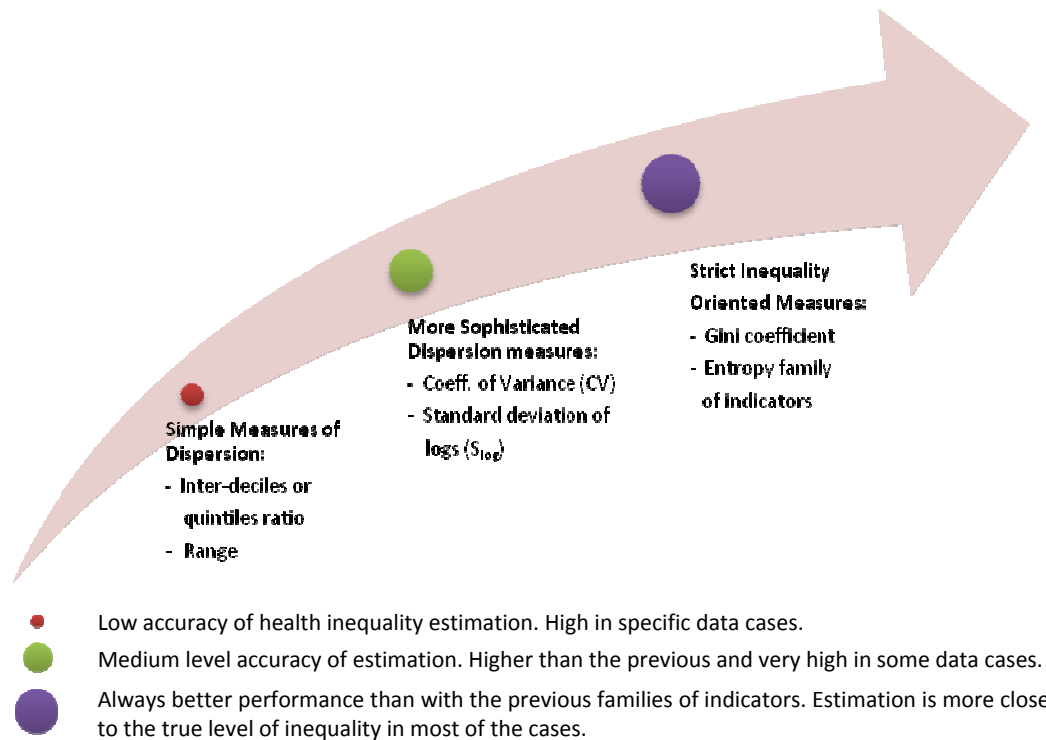 Strict Inequality
Oriented Measures:
- Gini coefficient
- Entropy family
of indicators
More Sophisticated
Dispersion measures:
- Coeff. of Variance (CV)
- Standard deviation of
logs (Slog)
Simple Measures of
Dispersion:
- Inter-deciles or
quintiles ratio
- Range
Low accuracy of health inequality estimation. High in specific data cases.
Medium level accuracy of estimation. Higher than the previous and very high in some data cases.
Always better performance than with the previous families of indicators. Estimation is more close
to the true level of inequality in most of the cases.